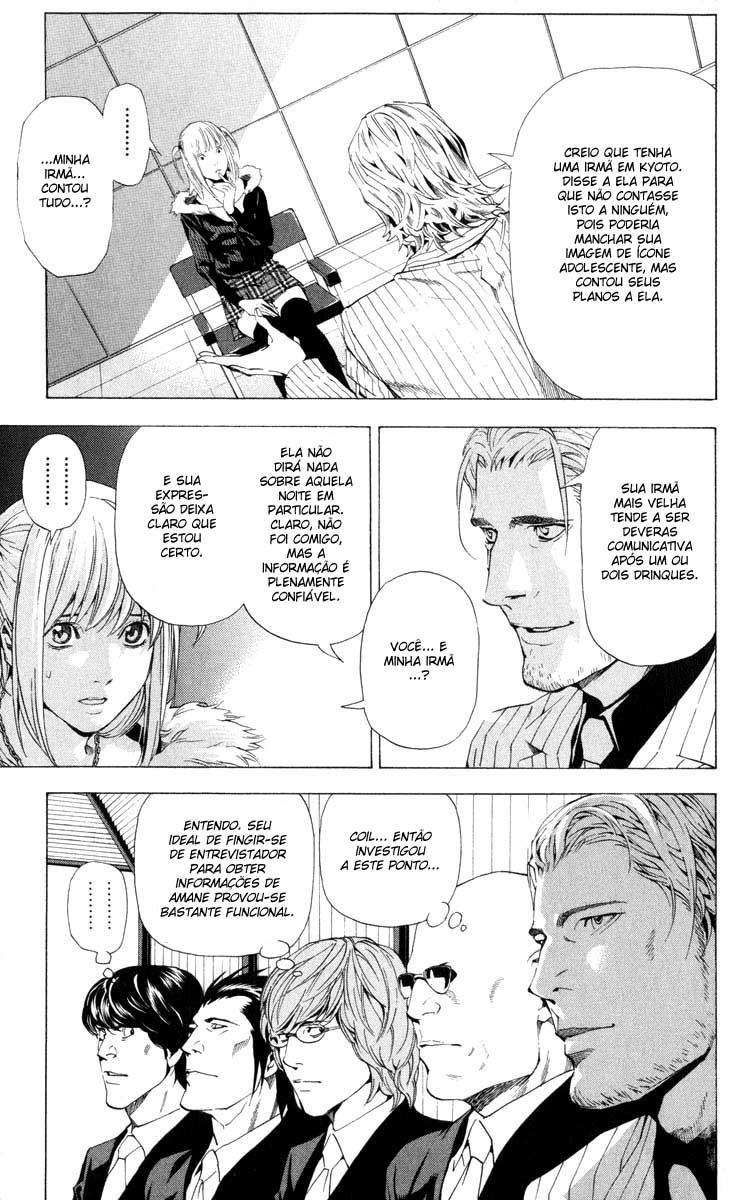 CREIO QUE TENHA
UMA IRMÃ EM KYOTO.
DISSE A ELA PARA
QUE NÃO CONTASSE
ISTO A NINGUÉM,
POIS PODERIA
MANCHAR SUA
IMAGEM DE ÍCONE
ADOLESCENTE, MAS
CONTOU SEUS
PLANOS A ELA.
........
...MINHA
IRMÃ...
CONTOU
TUDO...?
SUA IRMÃ
MAIS VELHA
TENDE A SER
DEVERAS
COMUNICATIVA
APÓS UM OU
DOIS DRINQUES.
VOCÊ... E
MINHA IRMÃ
...?
ELA NÃO
DIRÁ NADA
SOBRE AQUELA
NOITE EM
PARTICULAR.
CLARO, NÃO
FOI COMIGO,
MAS A
INFORMAÇÃO É
PLENAMENTE
CONFIÁVEL.
E SUA
EXPRES-
SÃO DEIXA
CLARO QUE
ESTOU
CERTO.
........
COIL... ENTÃO
INVESTIGOU
A ESTE PONTO...
ENTENDO. SEU
IDEAL DE FINGIR-SE
DE ENTREVISTADOR
PARA OBTER
INFORMAÇÕES DE
AMANE PROVOU-SE
BASTANTE FUNCIONAL.
........